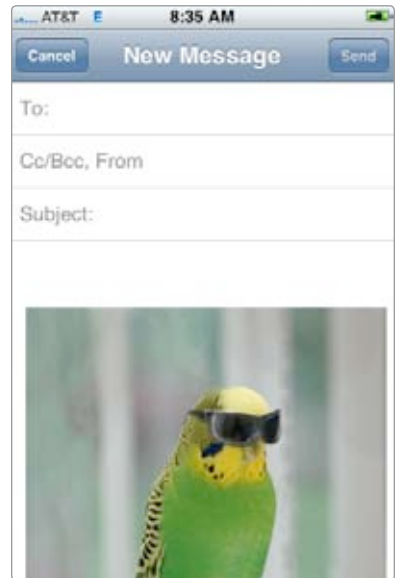 AT&T E 8:35 AM
Cancel New Message Send
To:
Cc/Bcc, From
Subject: